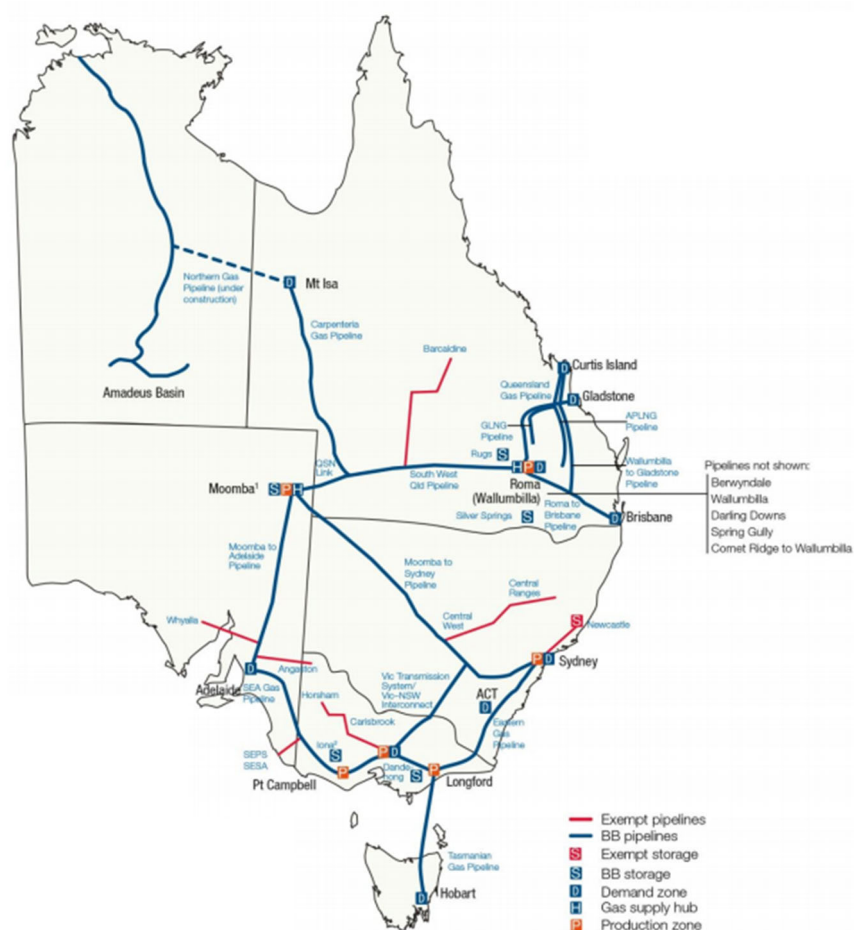 Northern Gas
Pipeline (under
construction)
D
Mt Isa
Carpenteria
Gas Pipeline
Barcaldine
Amadeus Basin
D
Curtis Island
Queensland
Gas Pipeline
D
Gladstone
GLNG
Pipeline
APLNG
Pipeline
Rugs
S
H P D
Wallumbilla
to Gladstone
Pipeline
QSN
Link
South West
Qld Pipeline
Roma
(Wallumbilla)
Moomba¹
S P H
Silver Springs
S
Roma to
Brisbane
Pipeline
D
Brisbane
Pipelines not shown:
Berwyndale
Wallumbilla
Darling Downs
Spring Gully
Comet Ridge to Wallumbilla
Moomba to
Adelaide
Pipeline
Moomba to
Sydney
Pipeline
Central
Ranges
Central
West
Whyalla
S
Newcastle
D
Adelaide
Angaston
P D
Sydney
SEA Gas
Pipeline
Horsham
Vic Transmission
System/
Vic-NSW
Interconnect
ACT
D
Carisbrook
Eastern
Gas
Pipeline
SEPS
SESA
Iona²
S
P D
Dande
nong
S
P
Longford
Pt Campbell
P
Tasmanian
Gas Pipeline
D
Hobart
Exempt pipelines
BB pipelines
S Exempt storage
S BB storage
D Demand zone
H Gas supply hub
P Production zone